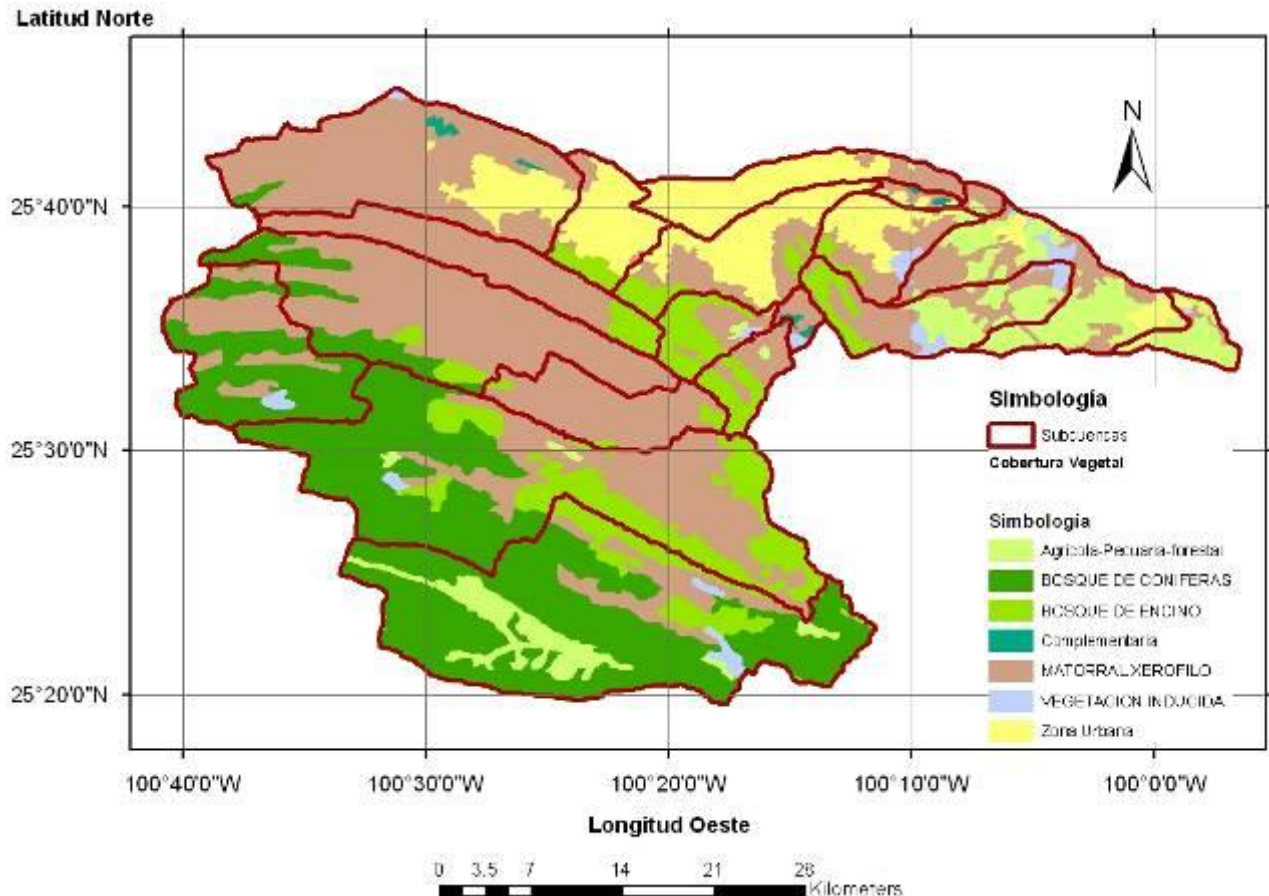 Latitud Norte
N
25°40'0"N
25°30'0"N
25°20'0"N
Simbología
Subcuencas
Cobertura Vegetal
Simbología
Agrícola-Pecuaria-forestal
BOSQUE DE CONIFERAS
BOSQUE DE ENCINO
Complementaria
MATORRAL XEROFILO
VEGETACION INDUCIDA
Zona Urbana
100°40'0"W 100°30'0"W 100°20'0"W 100°10'0"W 100°0'0"W
Longitud Oeste
0 3.5 7 14 21 28
Kilometers